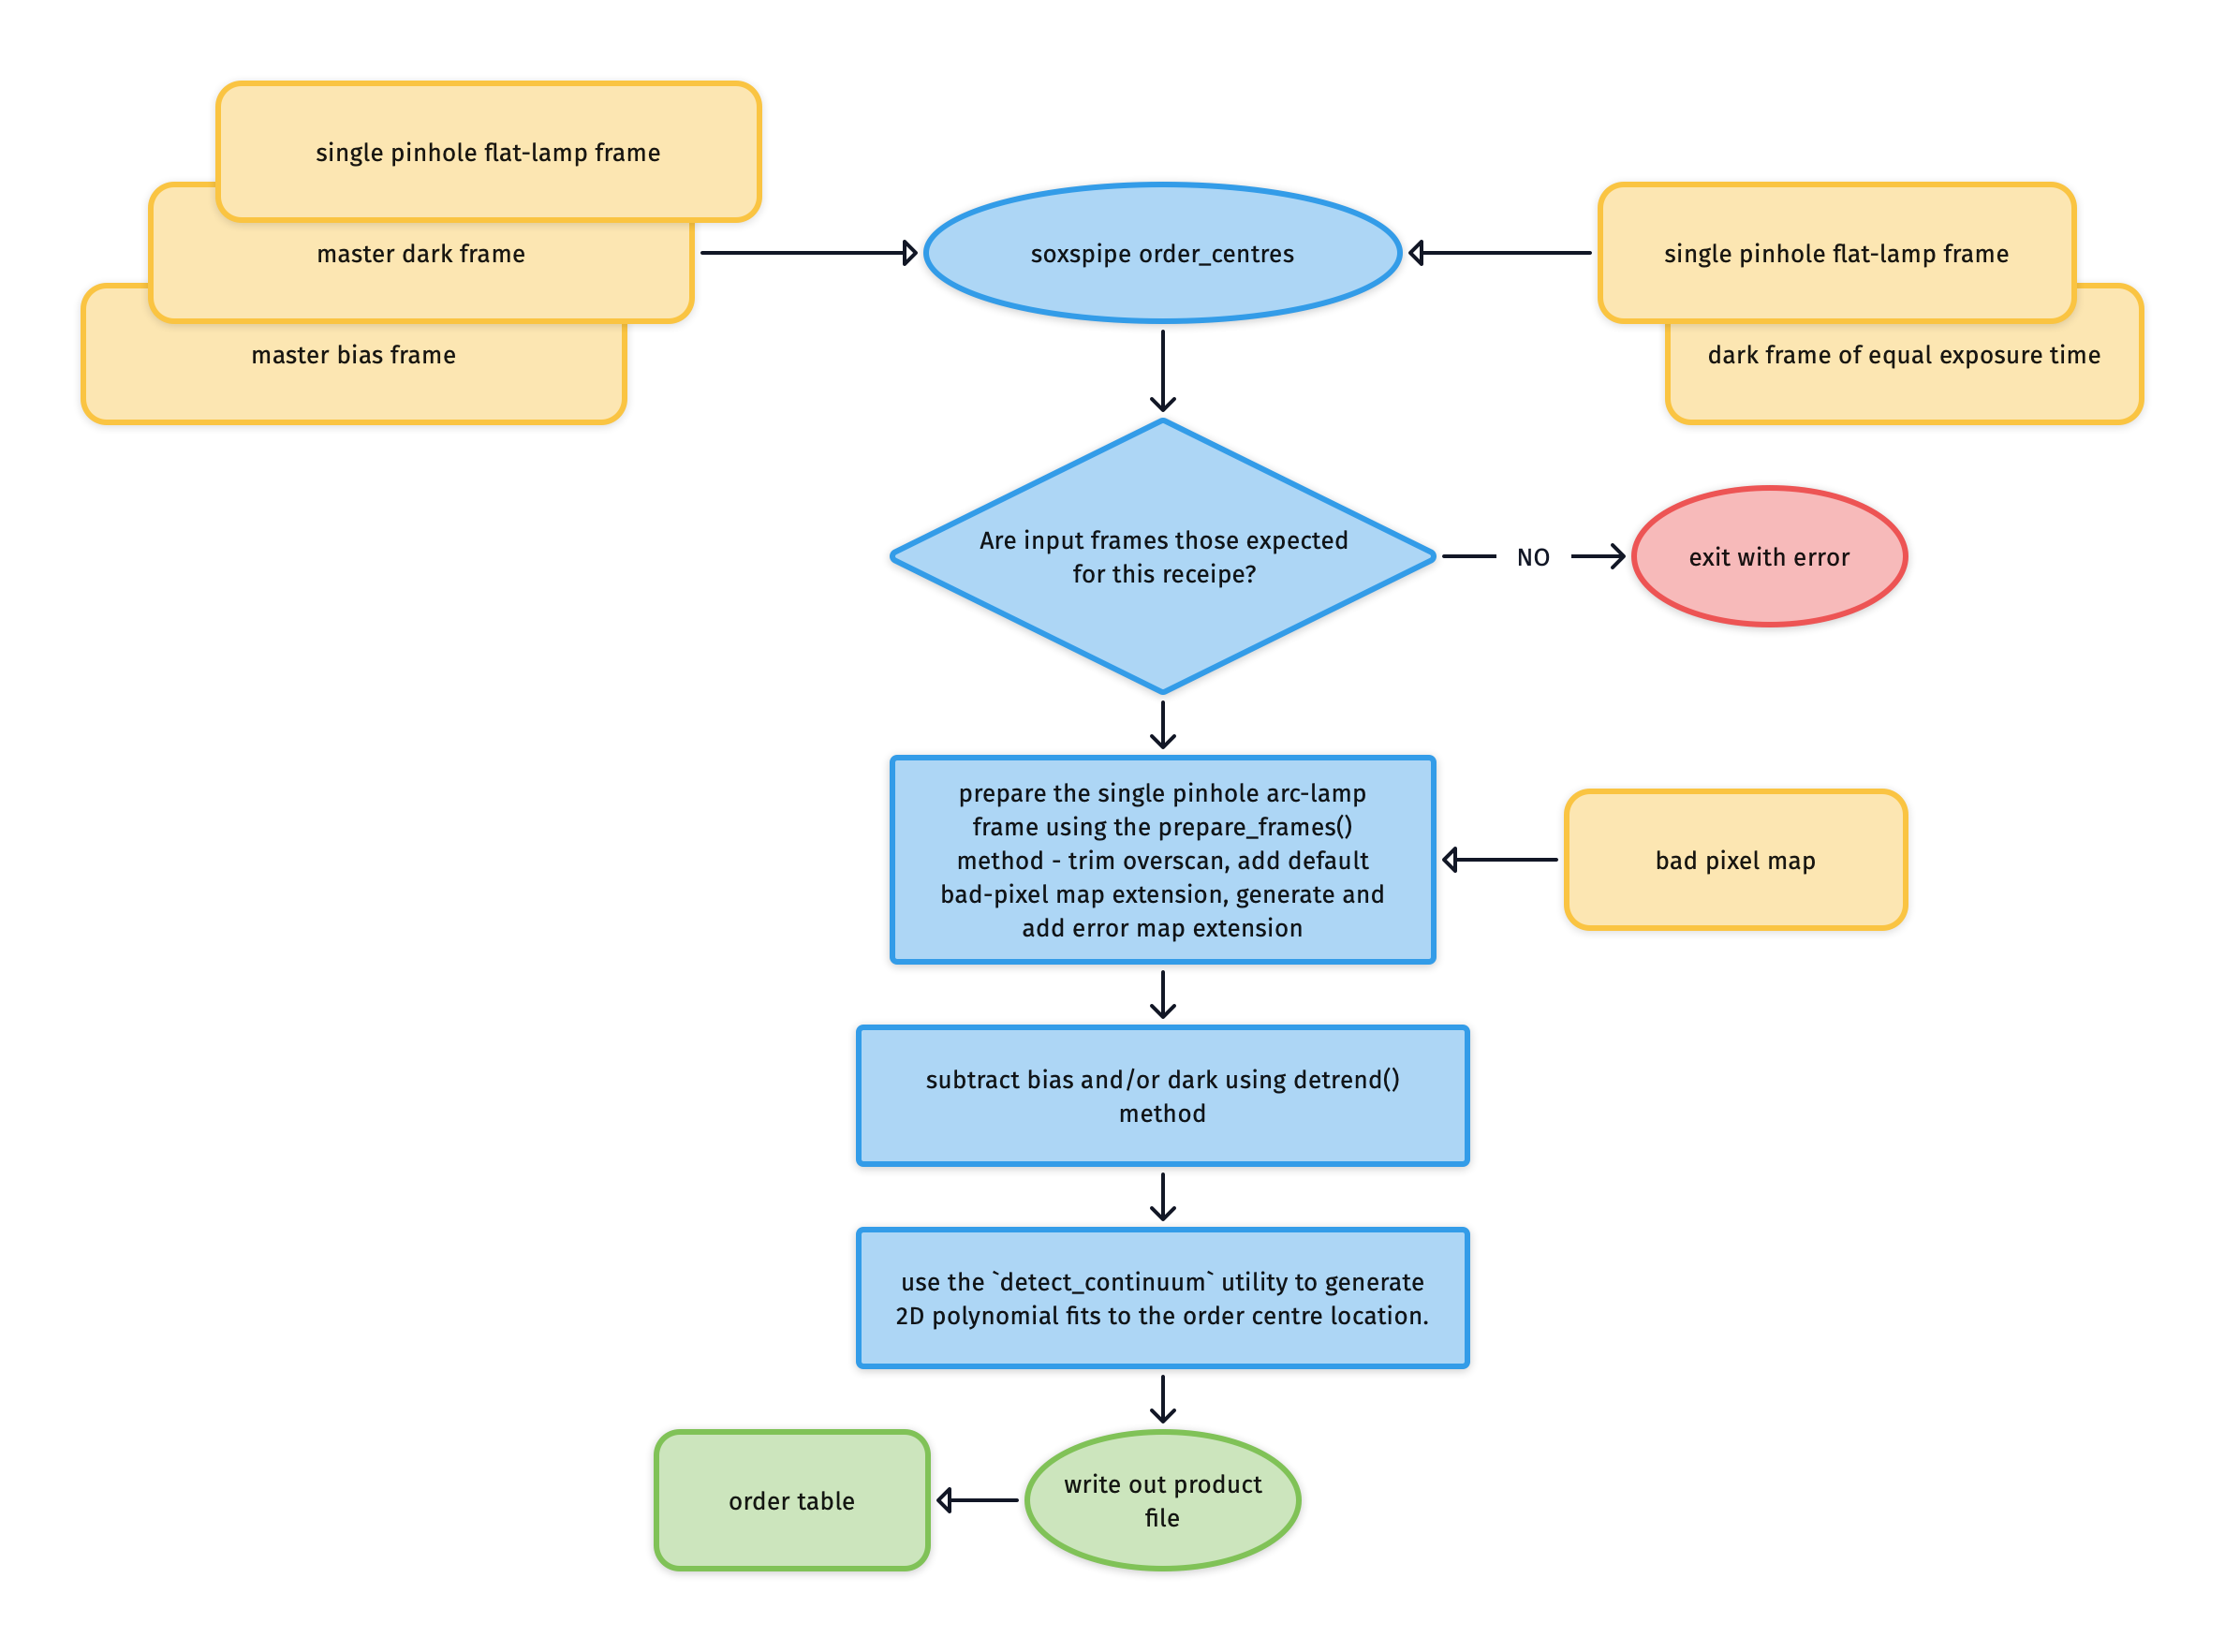 single pinhole flat-lamp frame
master dark frame
master bias frame
soxspipe order_centres
single pinhole flat-lamp frame
dark frame of equal exposure time
Are input frames those expected
for this receipe?
NO
exit with error
prepare the single pinhole arc-lamp
frame using the prepare_frames()
method - trim overscan, add default
bad-pixel map extension, generate and
add error map extension
bad pixel map
subtract bias and/or dark using detrend()
method
use the `detect_continuum` utility to generate
2D polynomial fits to the order centre location.
order table
write out product
file